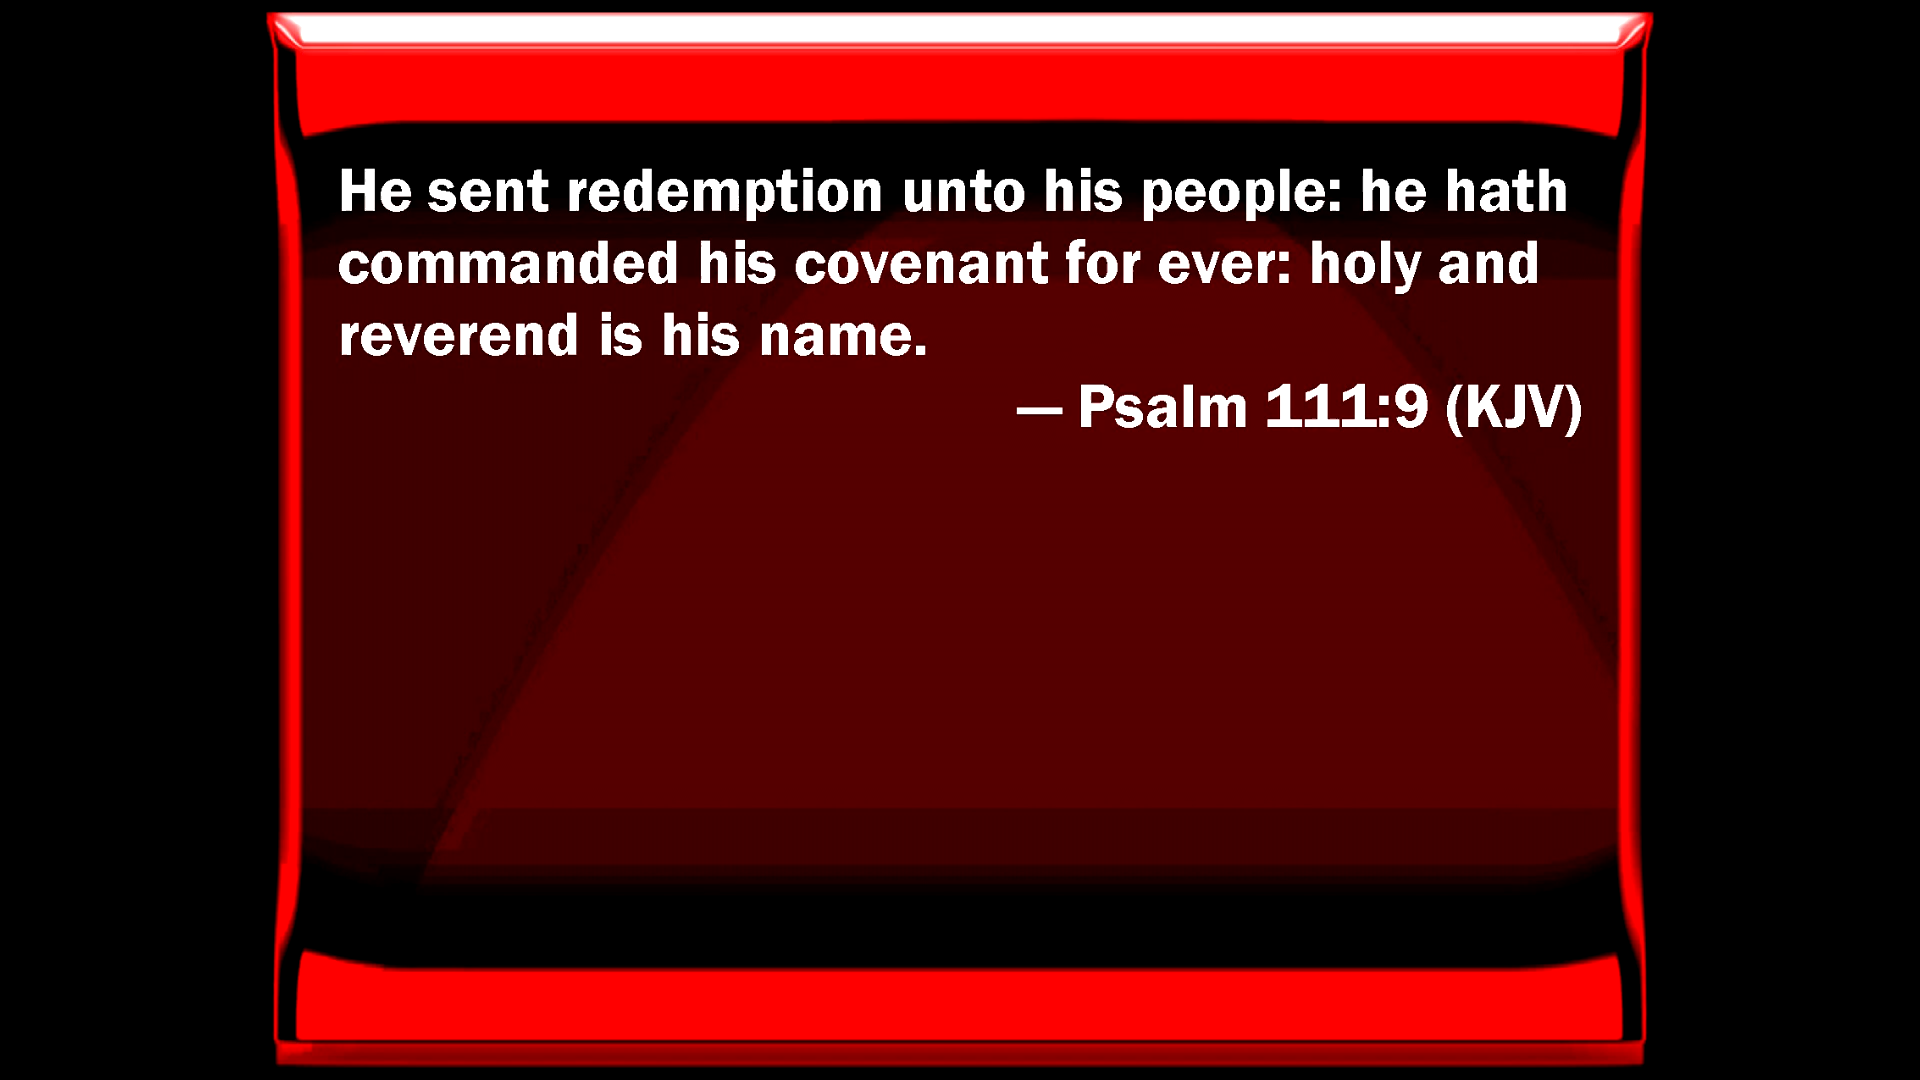 He sent redemption unto his people: he hath
commanded his covenant for ever: holy and
reverend is his name.
— Psalm 111:9 (KJV)